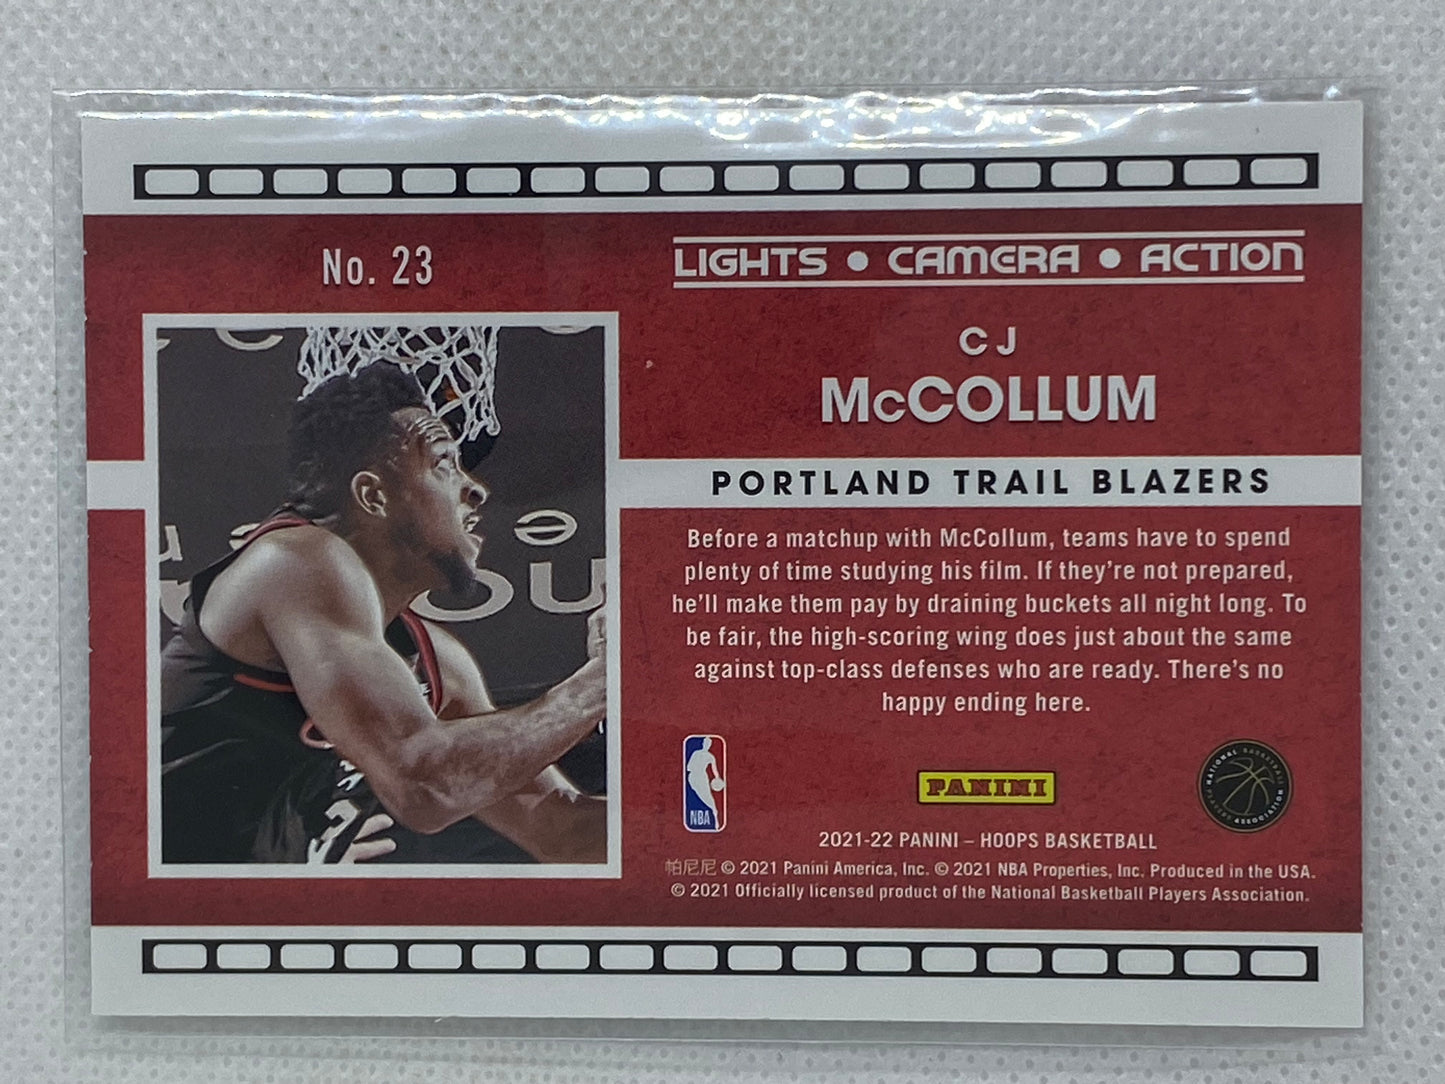 No. 23
LIGHTS • CAMERA • ACTION
CJ
McCOLLUM
PORTLAND TRAIL BLAZERS
Before a matchup with McCollum, teams have to spend
plenty of time studying his film. If they're not prepared,
he'll make them pay by draining buckets all night long. To
be fair, the high-scoring wing does just about the same
against top-class defenses who are ready. There's no
happy ending here.
NBA
PANINI
NATIONAL BASKETBALL
PLAYERS ASSOCIATION
2021-22 PANINI – HOOPS BASKETBALL
帕尼尼 © 2021 Panini America, Inc. © 2021 NBA Properties, Inc. Produced in the USA.
© 2021 Officially licensed product of the National Basketball Players Association.